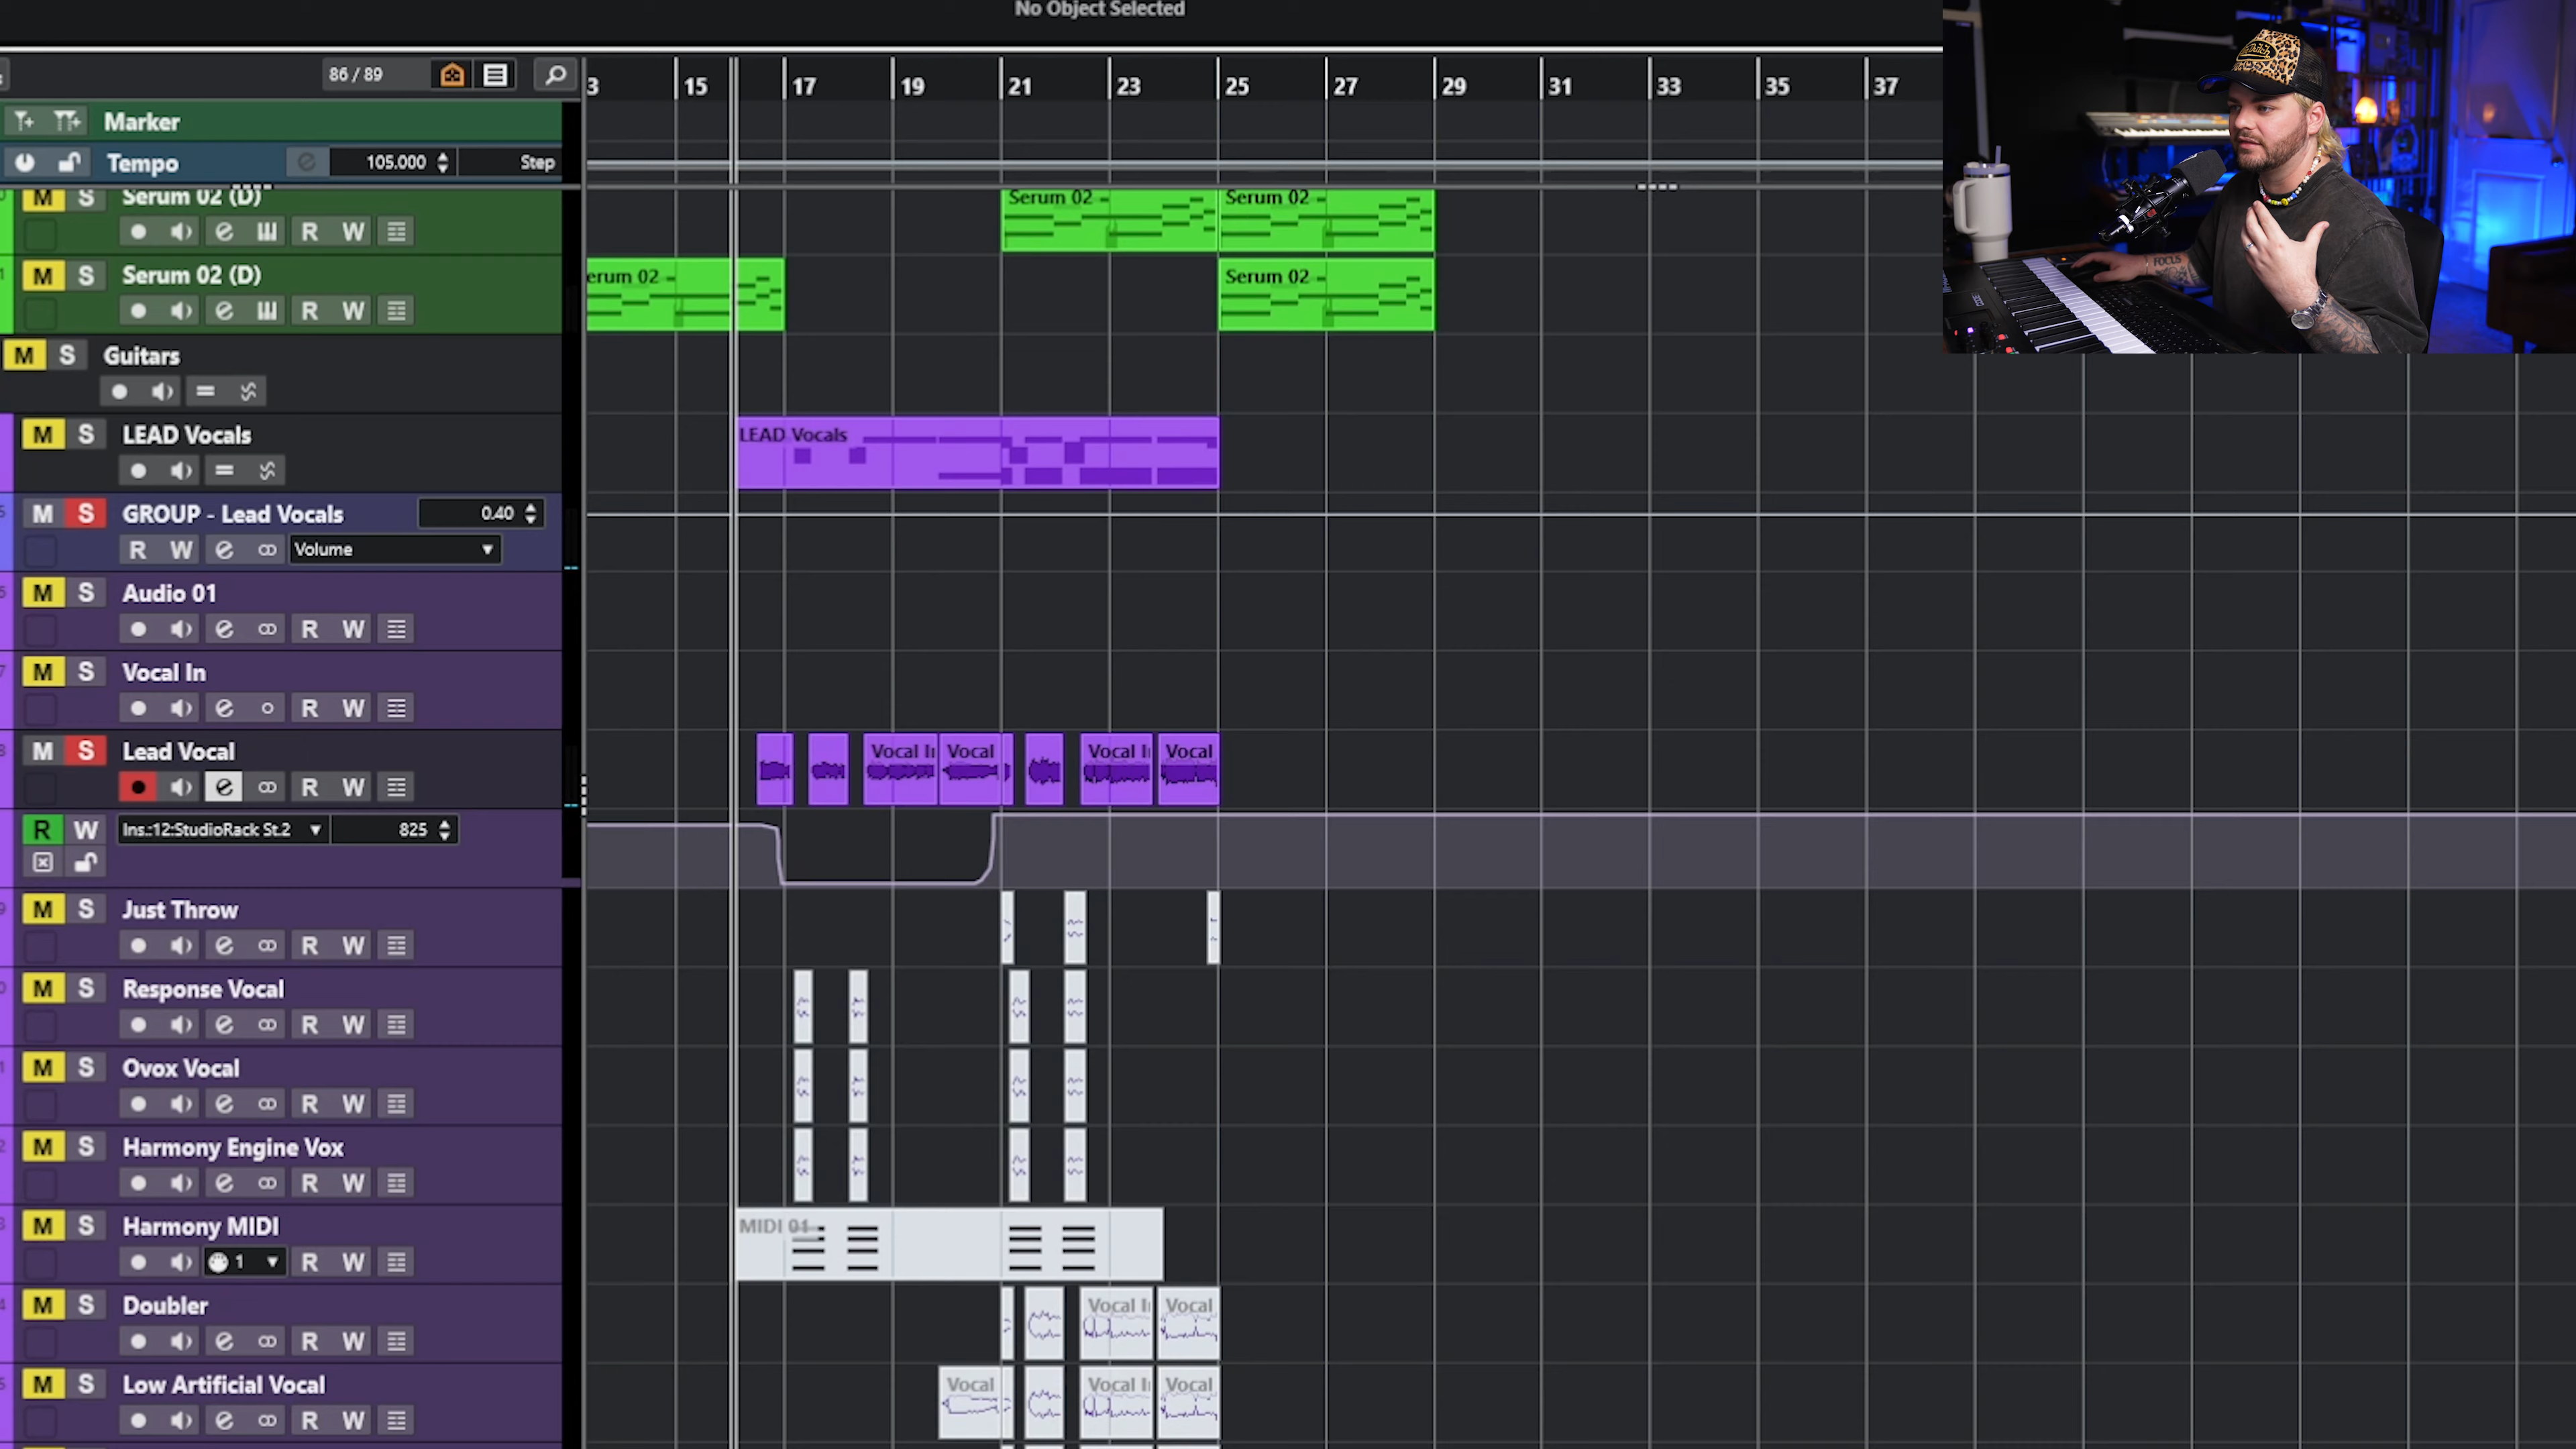 No Object Selected
86 / 89
3 15 17 19 21 23 25 27 29 31 33 35 37
Marker
Tempo 105.000 Step
M S Serum 02 (D) Serum 02 - Serum 02 -
R W
M S Serum 02 (D) erum 02 - Serum 02 -
R W
M S Guitars
M S LEAD Vocals LEAD Vocals
M S GROUP - Lead Vocals 0.40
R W Volume
M S Audio 01
R W
M S Vocal In
R W
M S Lead Vocal Vocal I Vocal Vocal I Vocal
R W
R W Ins.:12:StudioRack St.2 825
M S Just Throw
R W
M S Response Vocal
R W
M S Ovox Vocal
R W
M S Harmony Engine Vox
R W
M S Harmony MIDI MIDI 01
1 R W
M S Doubler Vocal I Vocal
R W
M S Low Artificial Vocal Vocal Vocal I Vocal
R W
FOCUS